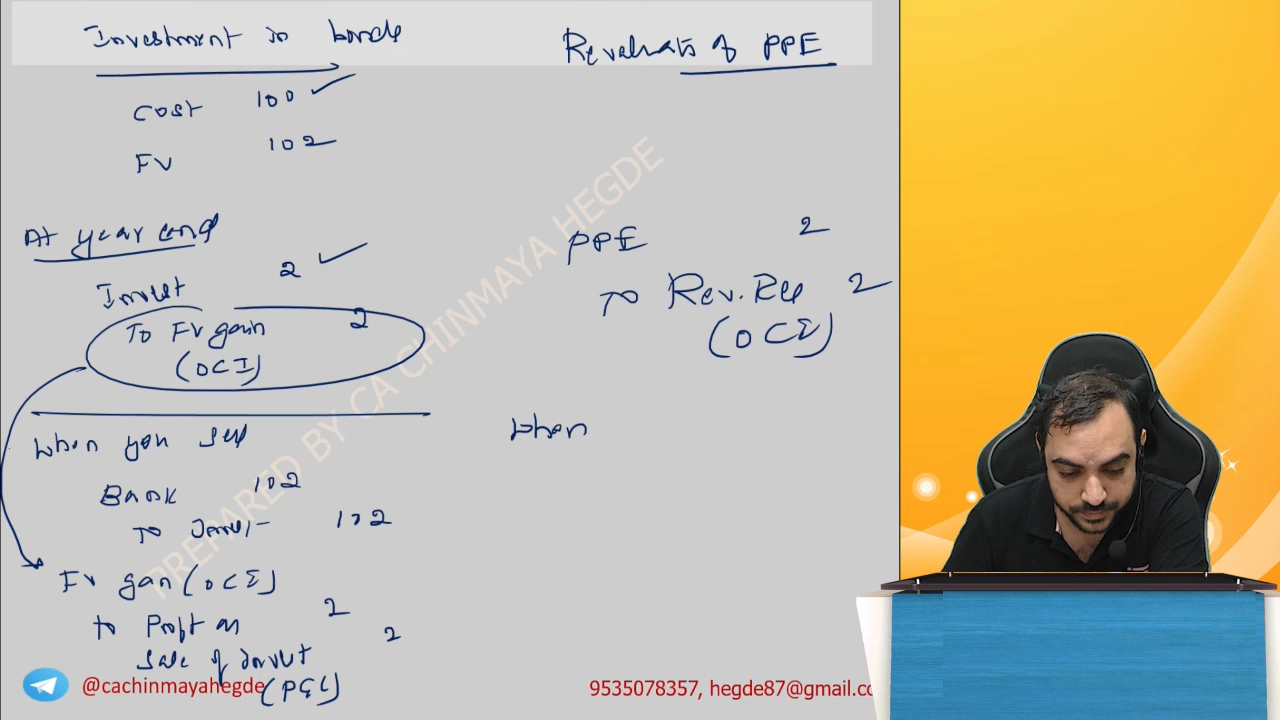 Investment in bonds
Cost 100
FV 102
At year end
Invest 2
To FV gain 2
(OCI)
When you sell
Bank 102
To Invt 102
FV gain (OCI) 2
to Profit on 2
sale of invest
(P&L)
Revaluation of PPE
PPE 2
To Rev. Res 2
(OCI)
When
PREPARED BY CA CHINMAYA HEGDE
@cachinmayahegde
9535078357, hegde87@gmail.co